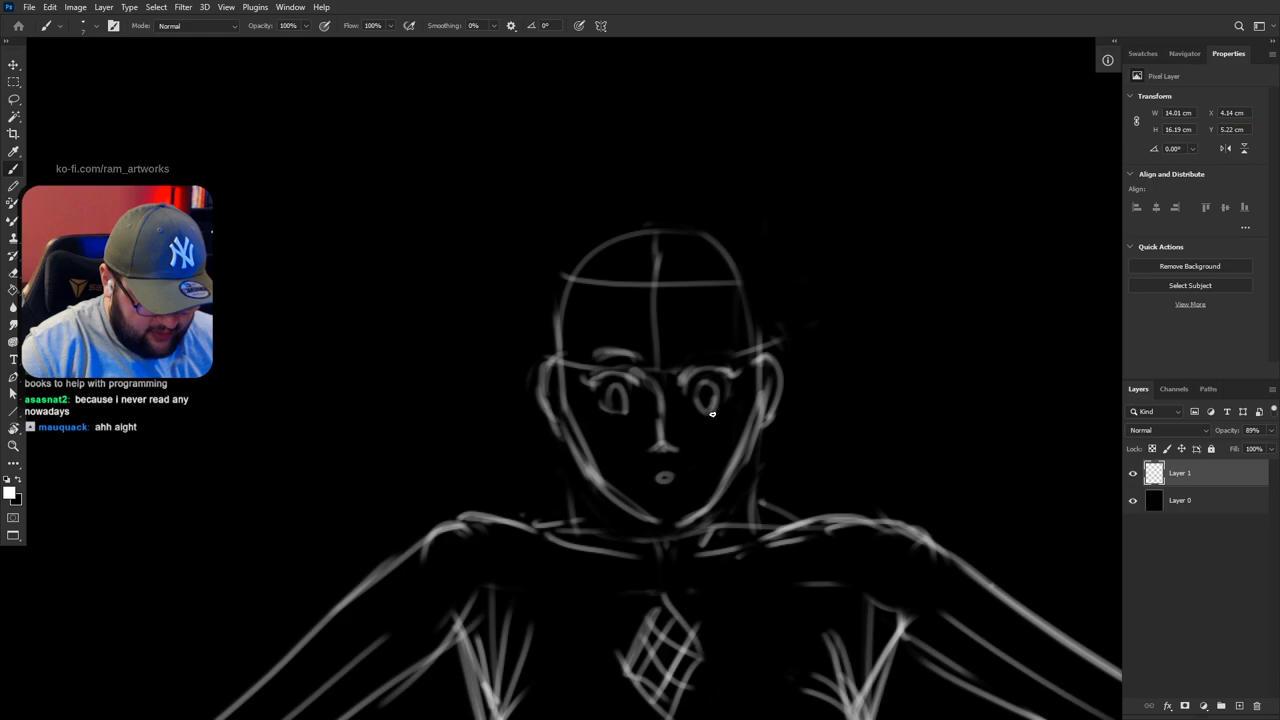 File Edit Image Layer Type Select Filter 3D View Plugins Window Help
Mode: Normal Opacity: 100% Flow: 100% Smoothing: 0% 0°
7
Swatches Navigator Properties
Pixel Layer
Transform
W 14.01 cm X 4.14 cm
H 16.19 cm Y 5.22 cm
0.00°
Align and Distribute
Align:
Quick Actions
Remove Background
Select Subject
View More
ko-fi.com/ram_artworks
NY
books to help with programming
asasnat2: because i never read any
nowadays
mauquack: ahh aight
Layers Channels Paths
Kind
Normal Opacity: 89%
Lock: Fill: 100%
Layer 1
Layer 0